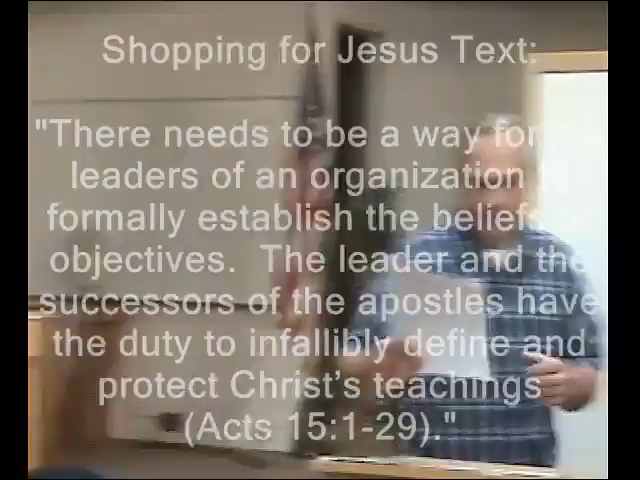 Shopping for Jesus Text:
"There needs to be a way for
leaders of an organization
formally establish the beliefs
objectives. The leader and the
successors of the apostles have
the duty to infallibly define and
protect Christ's teachings
(Acts 15:1-29)."